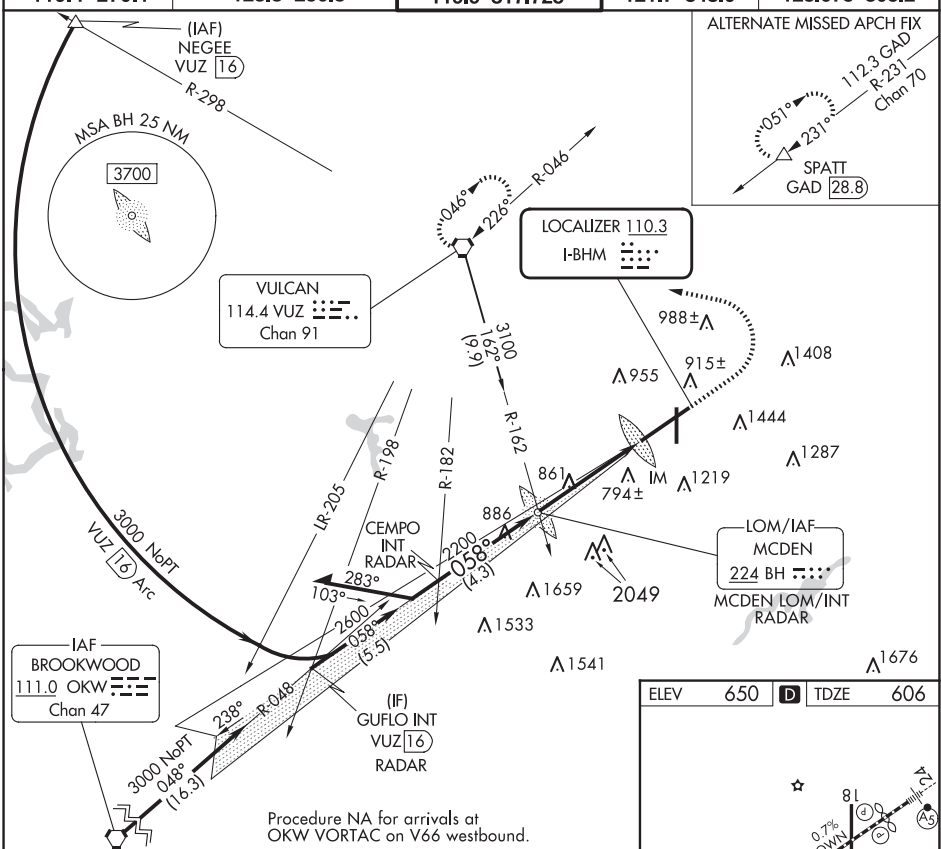 ALTERNATE MISSED APCH FIX
112.3 GAD
R-231
Chan 70
051°
231°
SPATT
GAD 28.8
(IAF)
NEGEE
VUZ 16
R-298
MSA BH 25 NM
3700
R-046
046°
226°
LOCALIZER 110.3
I-BHM
VULCAN
114.4 VUZ
Chan 91
3100
162°
(9.9)
R-162
988±
915±
955
1408
1444
1287
1219
IM
794±
861
886
LR-205
R-198
R-182
CEMPO
INT
RADAR
2200
058°
(4.3)
283°
103°
2600
058°
(5.5)
3000 NoPT
VUZ 16 Arc
LOM/IAF
MCDEN
224 BH
MCDEN LOM/INT
RADAR
2049
1659
1533
1541
1676
IAF
BROOKWOOD
111.0 OKW
Chan 47
238°
R-048
3000 NoPT
048°
(16.3)
(IF)
GUFLO INT
VUZ 16
RADAR
Procedure NA for arrivals at
OKW VORTAC on V66 westbound.
ELEV 650 D TDZE 606
18
24
P
P
A5
0.7%